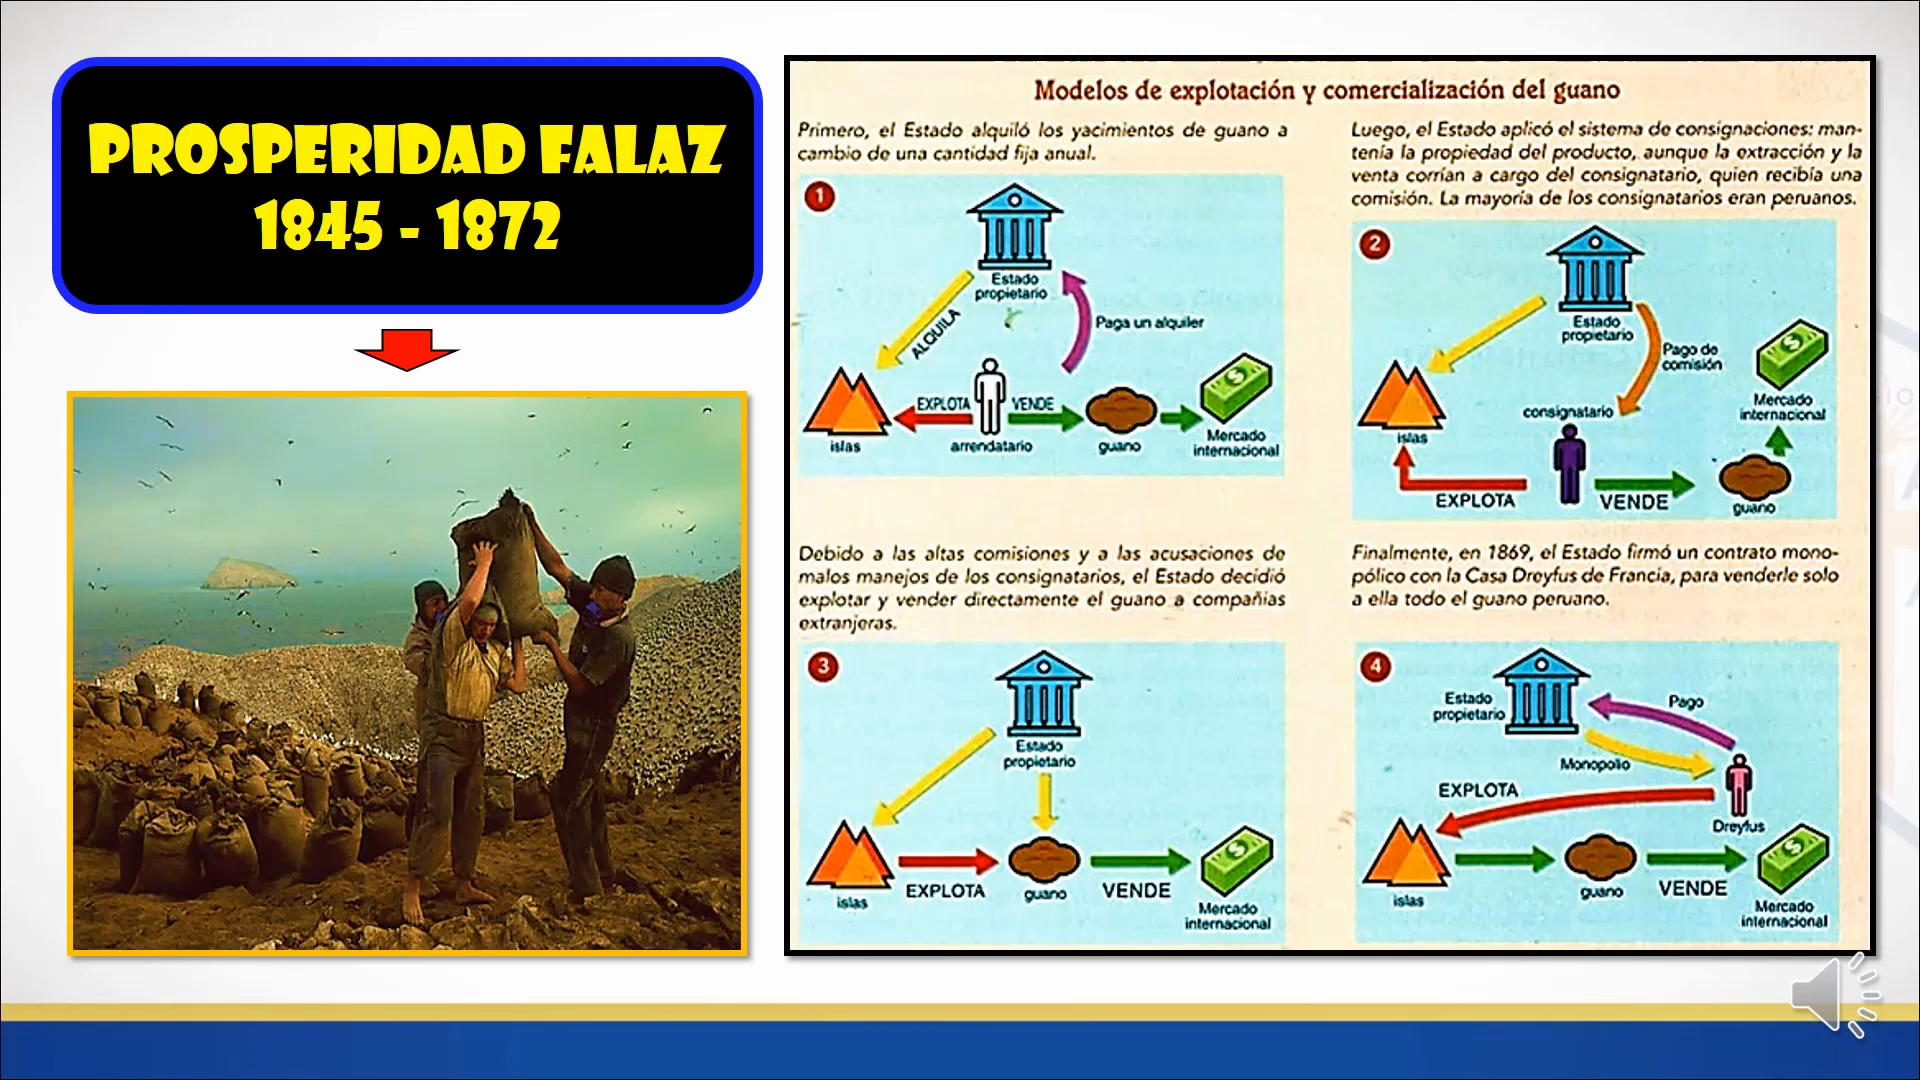 PROSPERIDAD FALAZ
1845 - 1872
Modelos de explotación y comercialización del guano
Primero, el Estado alquiló los yacimientos de guano a
cambio de una cantidad fija anual.
1
Estado
propietario
ALQUILA
Paga un alquiler
EXPLOTA
VENDE
islas
arrendatario
guano
Mercado
internacional
Luego, el Estado aplicó el sistema de consignaciones: man-
tenía la propiedad del producto, aunque la extracción y la
venta corrían a cargo del consignatario, quien recibía una
comisión. La mayoría de los consignatarios eran peruanos.
2
Estado
propietario
Pago de
comisión
consignatario
Mercado
internacional
islas
EXPLOTA
VENDE
guano
Debido a las altas comisiones y a las acusaciones de
malos manejos de los consignatarios, el Estado decidió
explotar y vender directamente el guano a compañías
extranjeras.
3
Estado
propietario
islas
EXPLOTA
guano
VENDE
Mercado
internacional
Finalmente, en 1869, el Estado firmó un contrato mono-
pólico con la Casa Dreyfus de Francia, para venderle solo
a ella todo el guano peruano.
4
Estado
propietario
Pago
Monopolio
EXPLOTA
Dreyfus
islas
guano
VENDE
Mercado
internacional